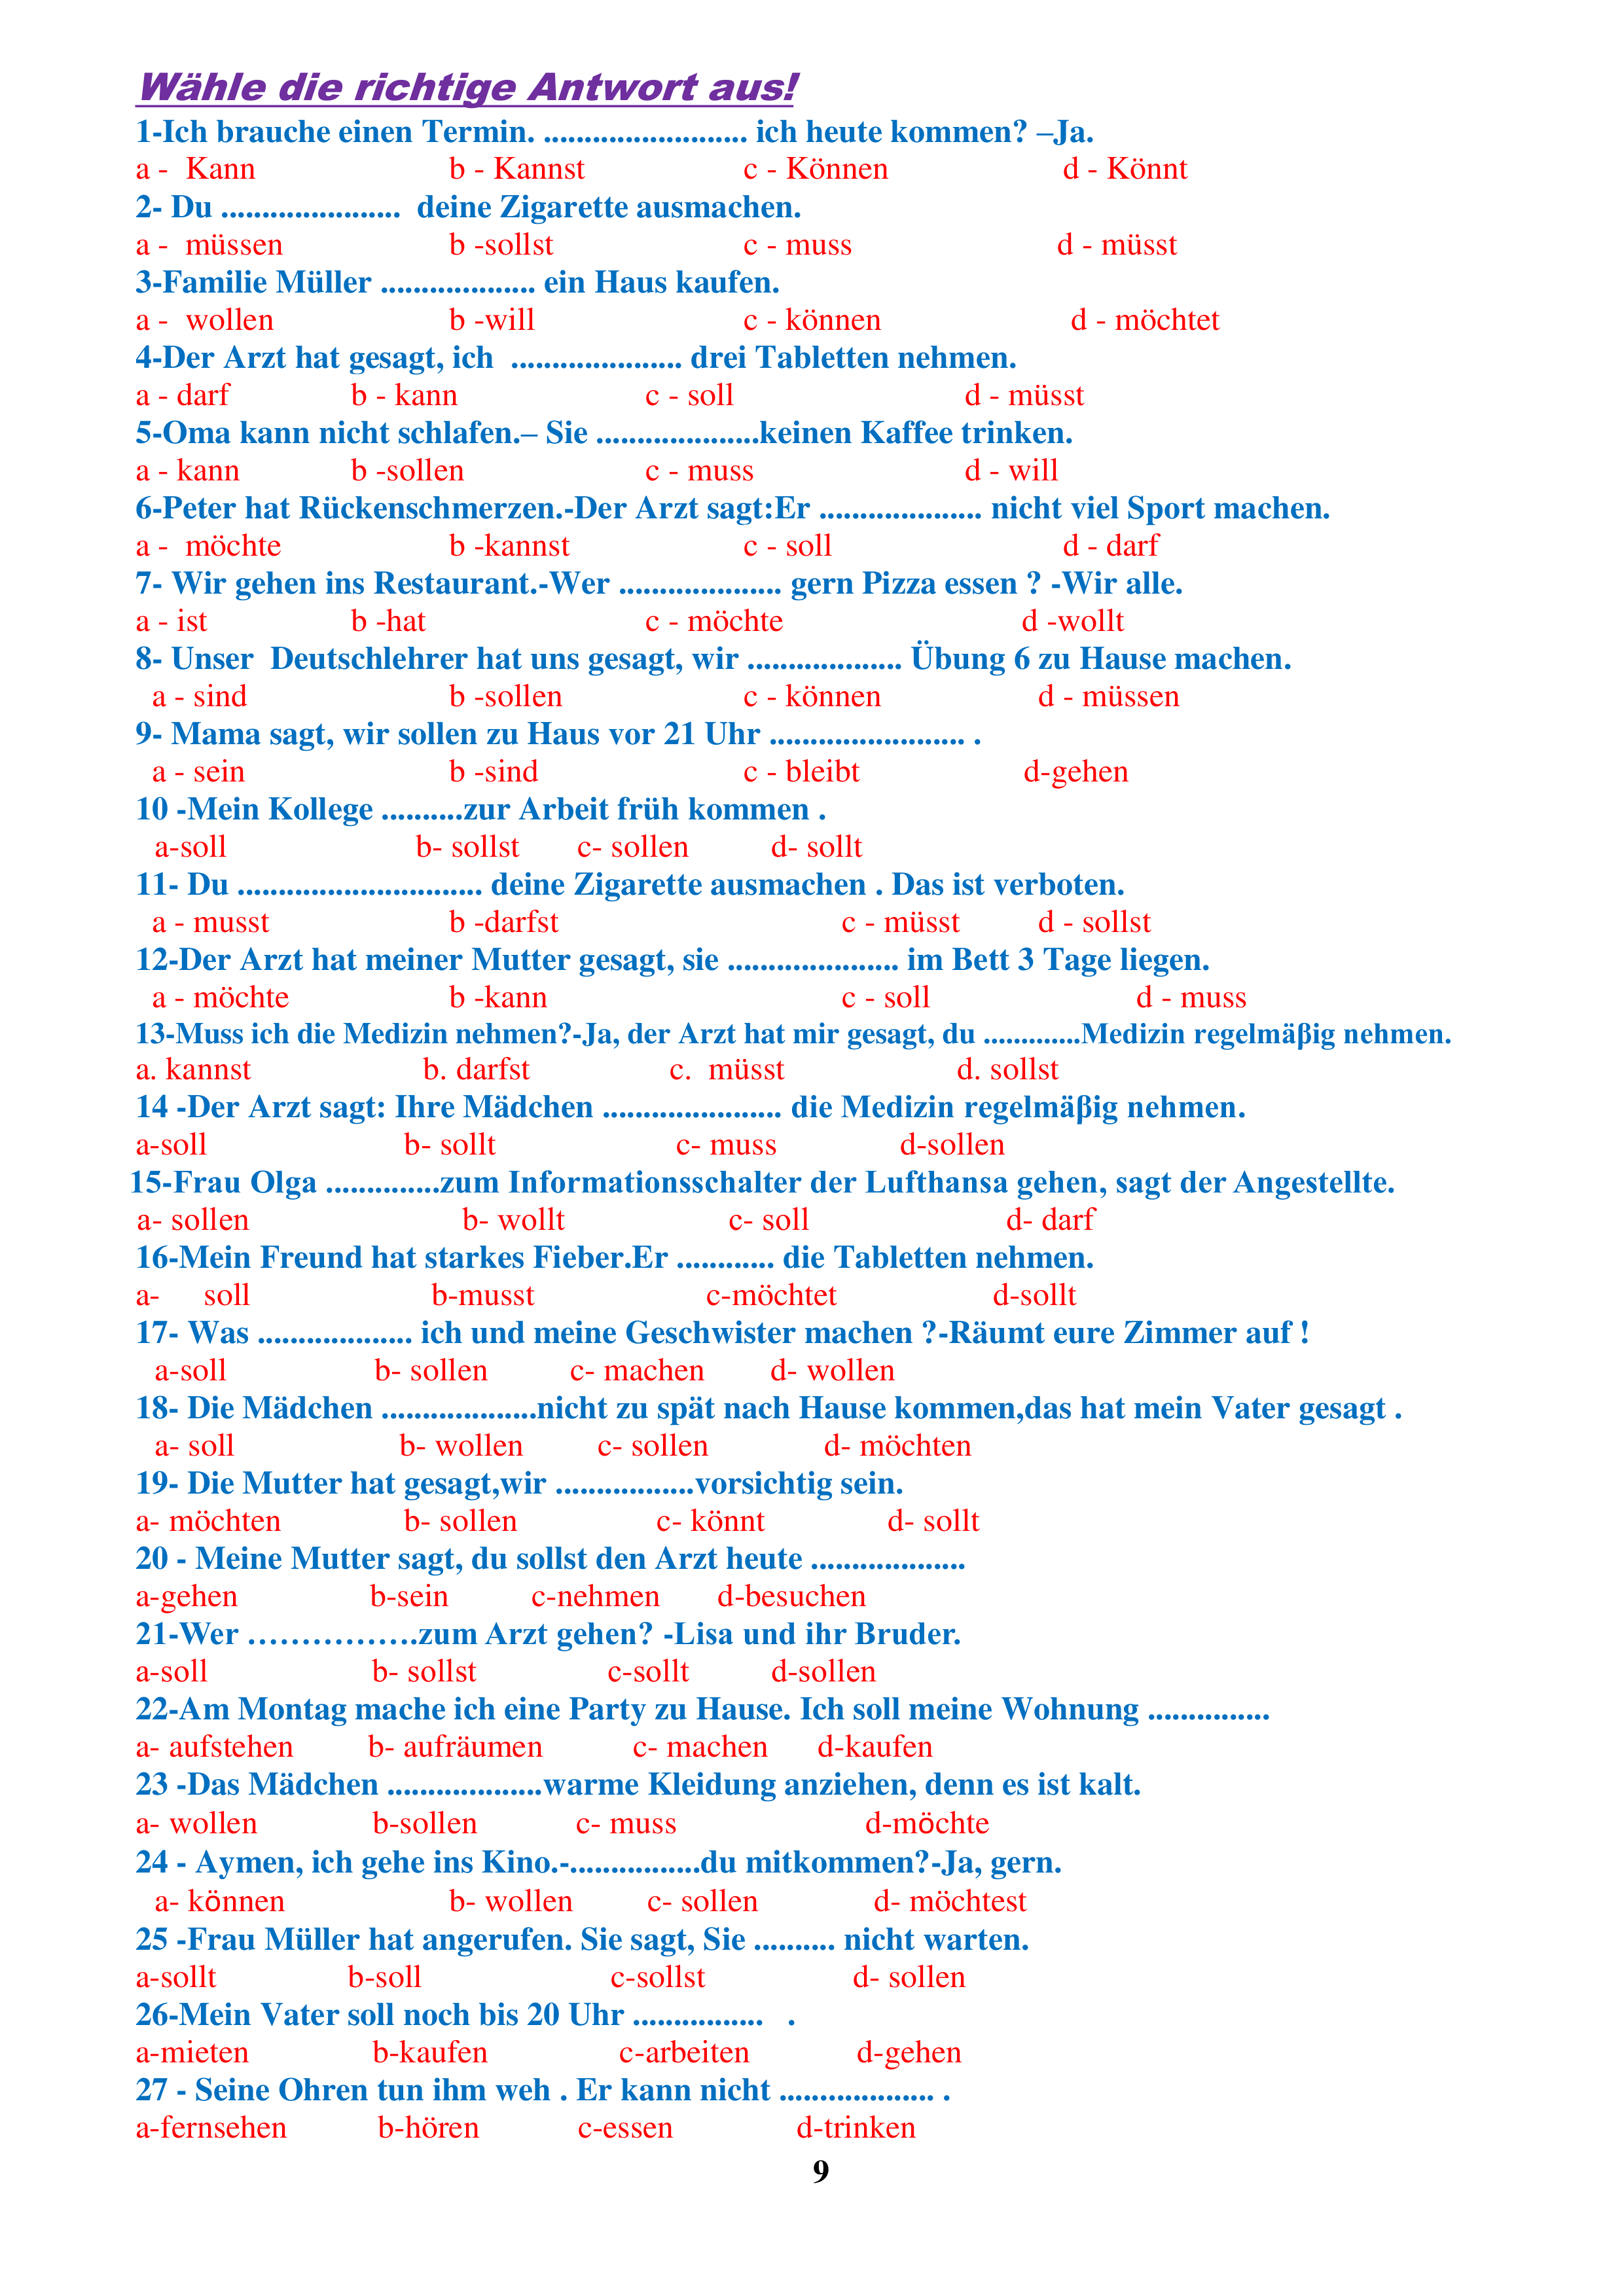 Wähle die richtige Antwort aus!
1-Ich brauche einen Termin. ......................... ich heute kommen? –Ja.
a - Kann b - Kannst c - Können d - Könnt
2- Du ...................... deine Zigarette ausmachen.
a - müssen b -sollst c - muss d - müsst
3-Familie Müller ................... ein Haus kaufen.
a - wollen b -will c - können d - möchtet
4-Der Arzt hat gesagt, ich ..................... drei Tabletten nehmen.
a - darf b - kann c - soll d - müsst
5-Oma kann nicht schlafen.– Sie ....................keinen Kaffee trinken.
a - kann b -sollen c - muss d - will
6-Peter hat Rückenschmerzen.-Der Arzt sagt:Er .................... nicht viel Sport machen.
a - möchte b -kannst c - soll d - darf
7- Wir gehen ins Restaurant.-Wer .................... gern Pizza essen ? -Wir alle.
a - ist b -hat c - möchte d -wollt
8- Unser Deutschlehrer hat uns gesagt, wir ................... Übung 6 zu Hause machen.
a - sind b -sollen c - können d - müssen
9- Mama sagt, wir sollen zu Haus vor 21 Uhr ........................ .
a - sein b -sind c - bleibt d-gehen
10 -Mein Kollege ..........zur Arbeit früh kommen .
a-soll b- sollst c- sollen d- sollt
11- Du .............................. deine Zigarette ausmachen . Das ist verboten.
a - musst b -darfst c - müsst d - sollst
12-Der Arzt hat meiner Mutter gesagt, sie ..................... im Bett 3 Tage liegen.
a - möchte b -kann c - soll d - muss
13-Muss ich die Medizin nehmen?-Ja, der Arzt hat mir gesagt, du .............Medizin regelmäβig nehmen.
a. kannst b. darfst c. müsst d. sollst
14 -Der Arzt sagt: Ihre Mädchen ...................... die Medizin regelmäβig nehmen.
a-soll b- sollt c- muss d-sollen
15-Frau Olga ..............zum Informationsschalter der Lufthansa gehen, sagt der Angestellte.
a- sollen b- wollt c- soll d- darf
16-Mein Freund hat starkes Fieber.Er ............ die Tabletten nehmen.
a- soll b-musst c-möchtet d-sollt
17- Was ................... ich und meine Geschwister machen ?-Räumt eure Zimmer auf !
a-soll b- sollen c- machen d- wollen
18- Die Mädchen ...................nicht zu spät nach Hause kommen,das hat mein Vater gesagt .
a- soll b- wollen c- sollen d- möchten
19- Die Mutter hat gesagt,wir .................vorsichtig sein.
a- möchten b- sollen c- könnt d- sollt
20 - Meine Mutter sagt, du sollst den Arzt heute ...................
a-gehen b-sein c-nehmen d-besuchen
21-Wer …………….zum Arzt gehen? -Lisa und ihr Bruder.
a-soll b- sollst c-sollt d-sollen
22-Am Montag mache ich eine Party zu Hause. Ich soll meine Wohnung ...............
a- aufstehen b- aufräumen c- machen d-kaufen
23 -Das Mädchen ...................warme Kleidung anziehen, denn es ist kalt.
a- wollen b-sollen c- muss d-möchte
24 - Aymen, ich gehe ins Kino.-................du mitkommen?-Ja, gern.
a- können b- wollen c- sollen d- möchtest
25 -Frau Müller hat angerufen. Sie sagt, Sie .......... nicht warten.
a-sollt b-soll c-sollst d- sollen
26-Mein Vater soll noch bis 20 Uhr ................ .
a-mieten b-kaufen c-arbeiten d-gehen
27 - Seine Ohren tun ihm weh . Er kann nicht ................... .
a-fernsehen b-hören c-essen d-trinken
9